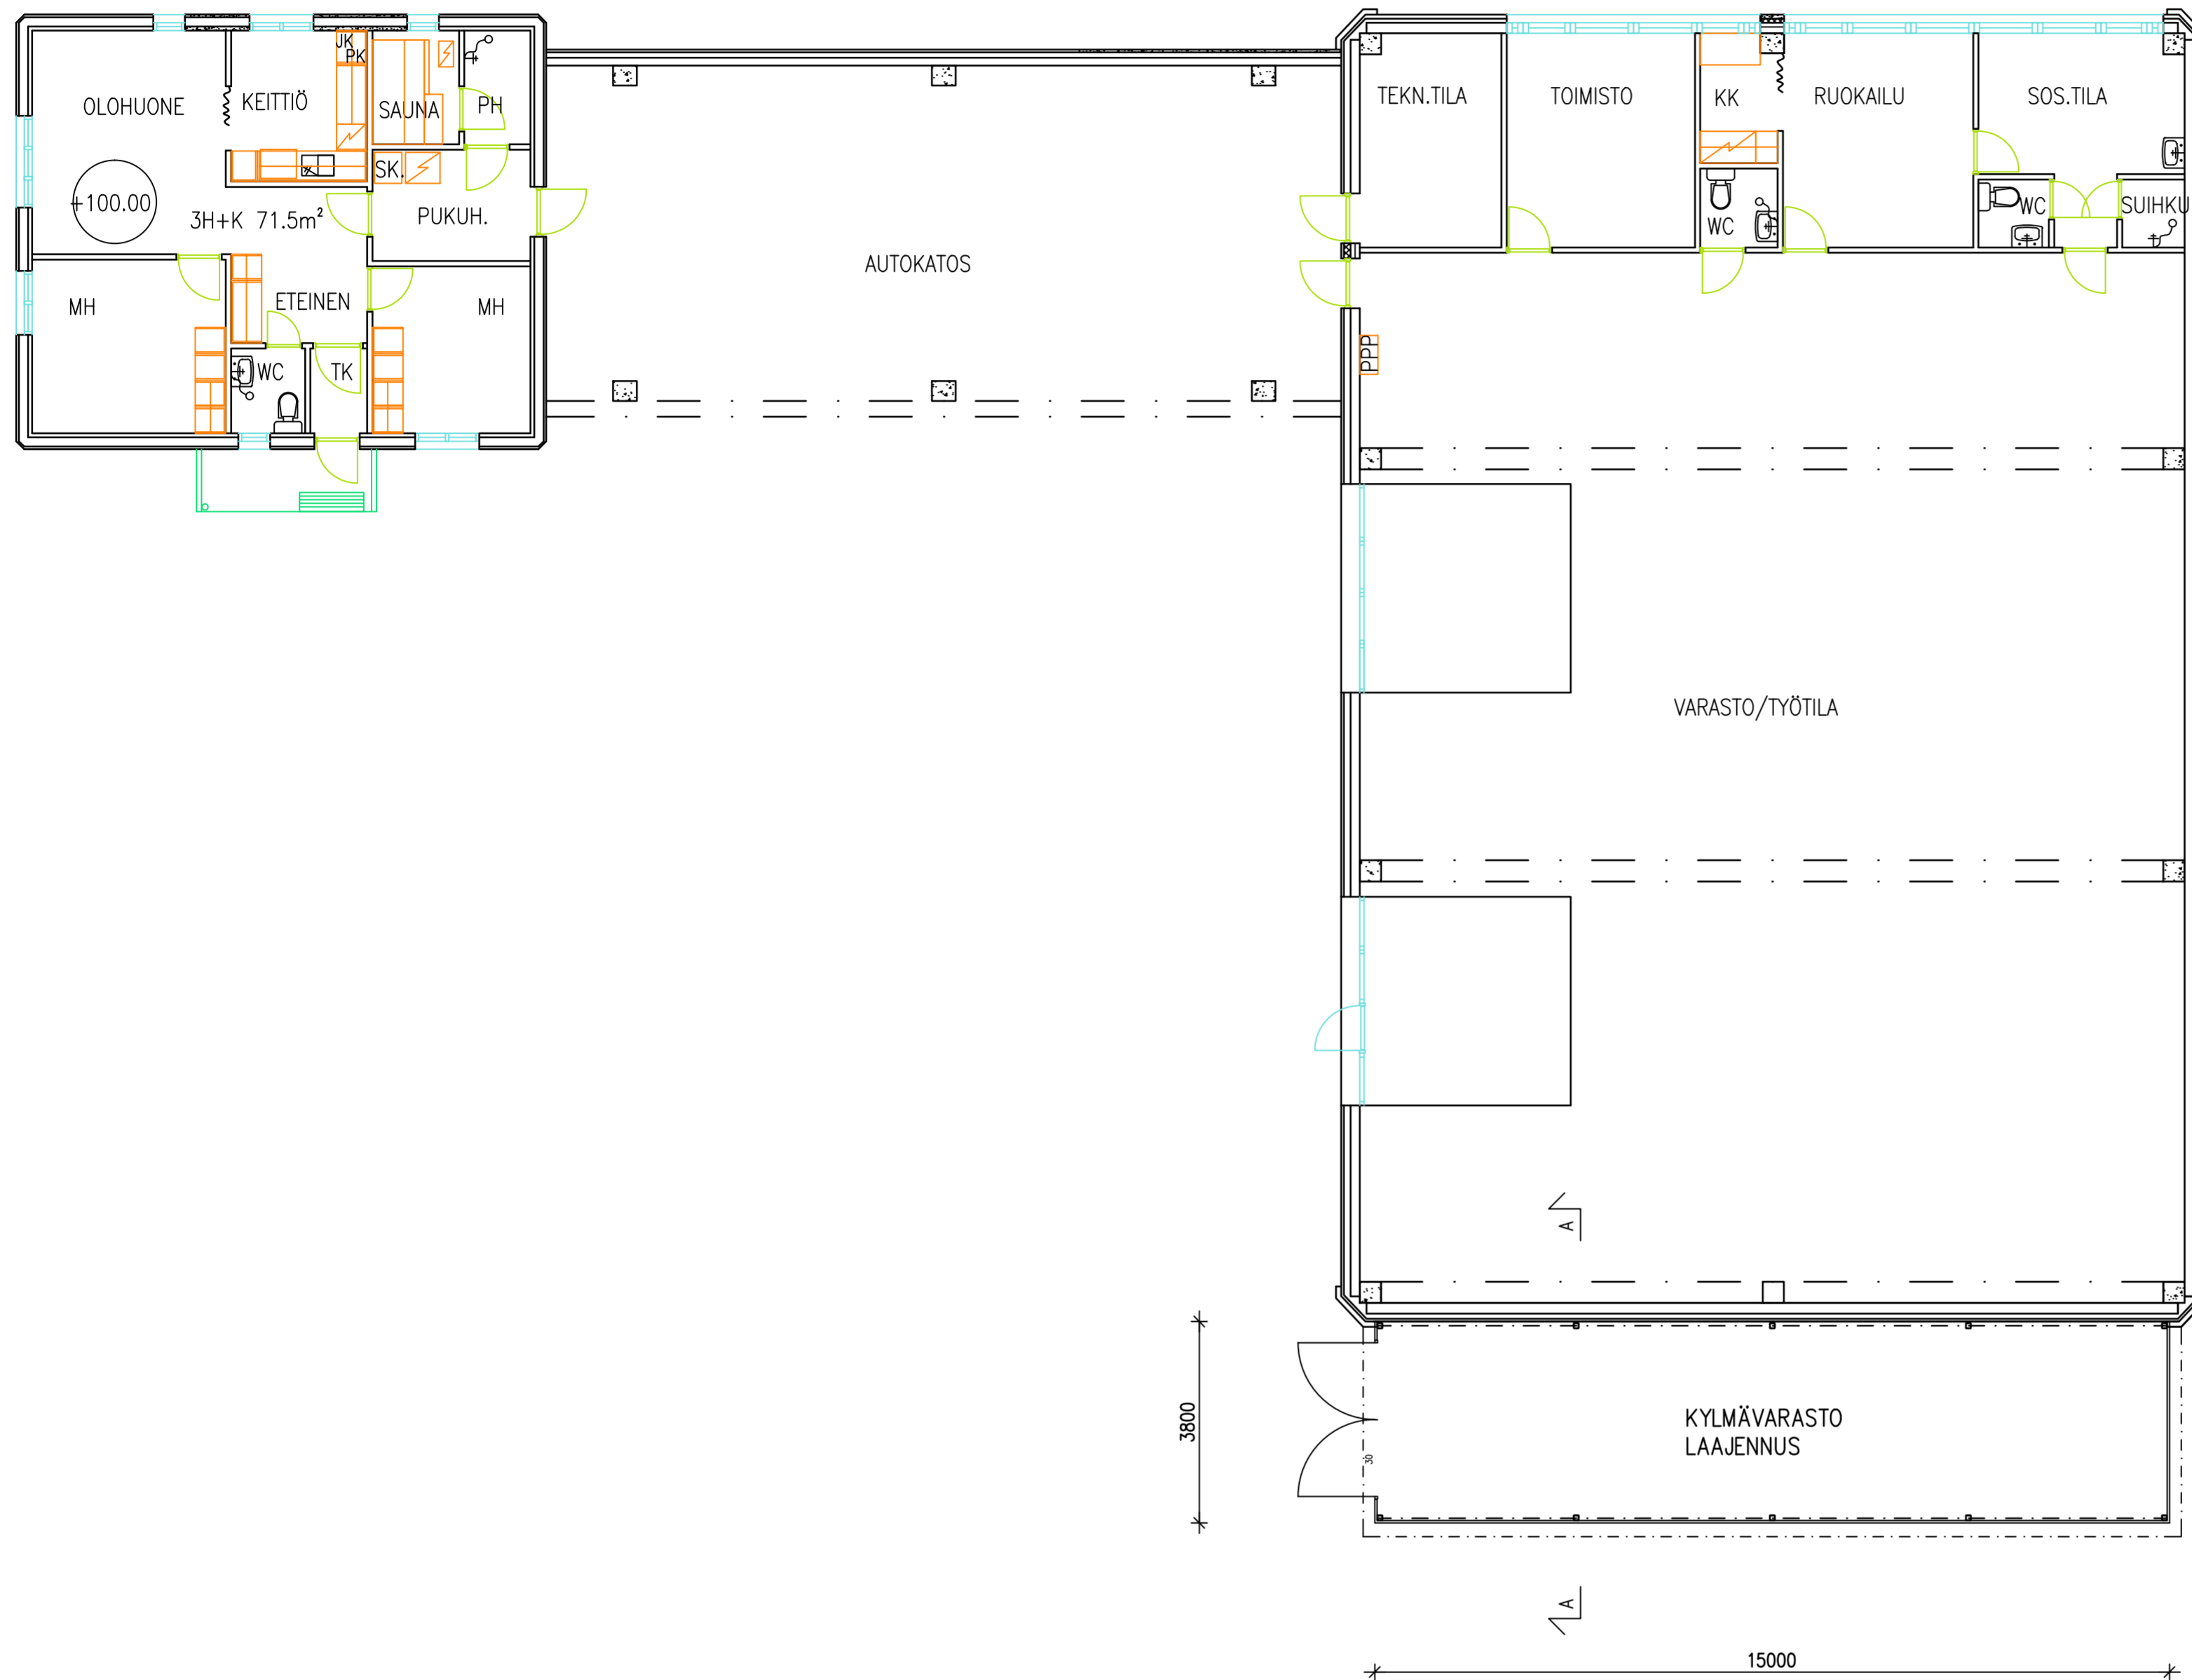 JK
PK
OLOHUONE
KEITTIÖ
SAUNA
PH
SK.
+100.00
3H+K 71.5m²
PUKUH.
MH
ETEINEN
MH
WC
TK
AUTOKATOS
TEKN.TILA
TOIMISTO
KK
RUOKAILU
SOS.TILA
WC
WC
SUIHKU
PPP
VARASTO/TYÖTILA
A
3800
KYLMÄVARASTO
LAAJENNUS
30
A
15000